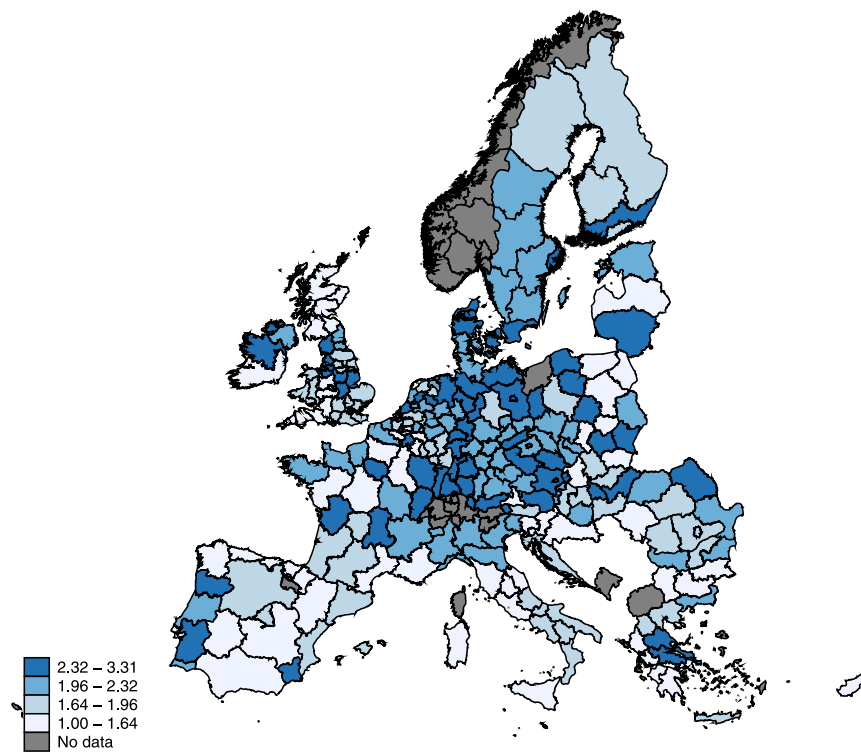 2.32 – 3.31
1.96 – 2.32
1.64 – 1.96
1.00 – 1.64
No data